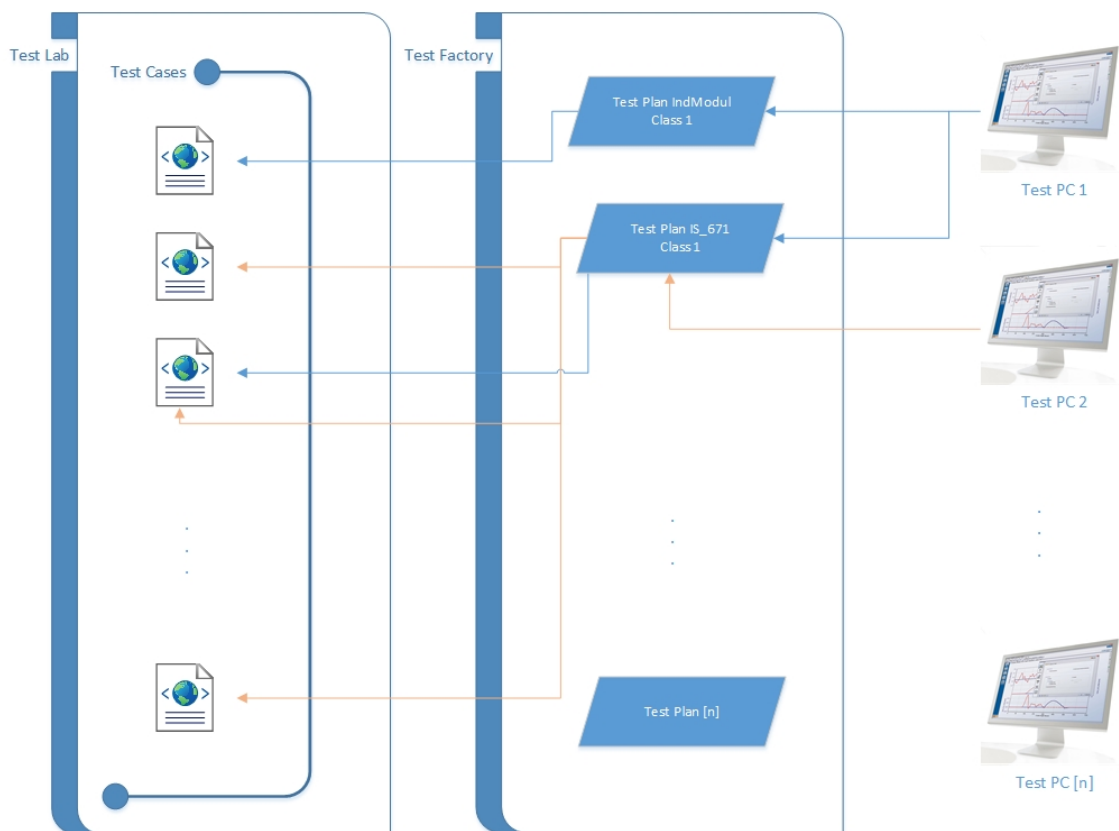 Test Lab
Test Cases
Test Factory
Test Plan IndModul
Class 1
Test Plan IS_671
Class 1
Test Plan [n]
Test PC 1
Test PC 2
Test PC [n]